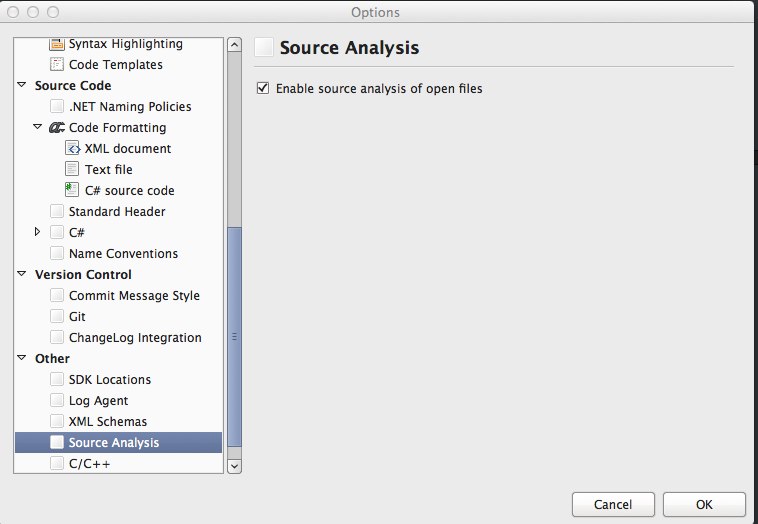 Options
Syntax Highlighting
Code Templates
Source Code
.NET Naming Policies
Code Formatting
XML document
Text file
C# source code
Standard Header
C#
Name Conventions
Version Control
Commit Message Style
Git
ChangeLog Integration
Other
SDK Locations
Log Agent
XML Schemas
Source Analysis
C/C++
Source Analysis
Enable source analysis of open files
Cancel
OK